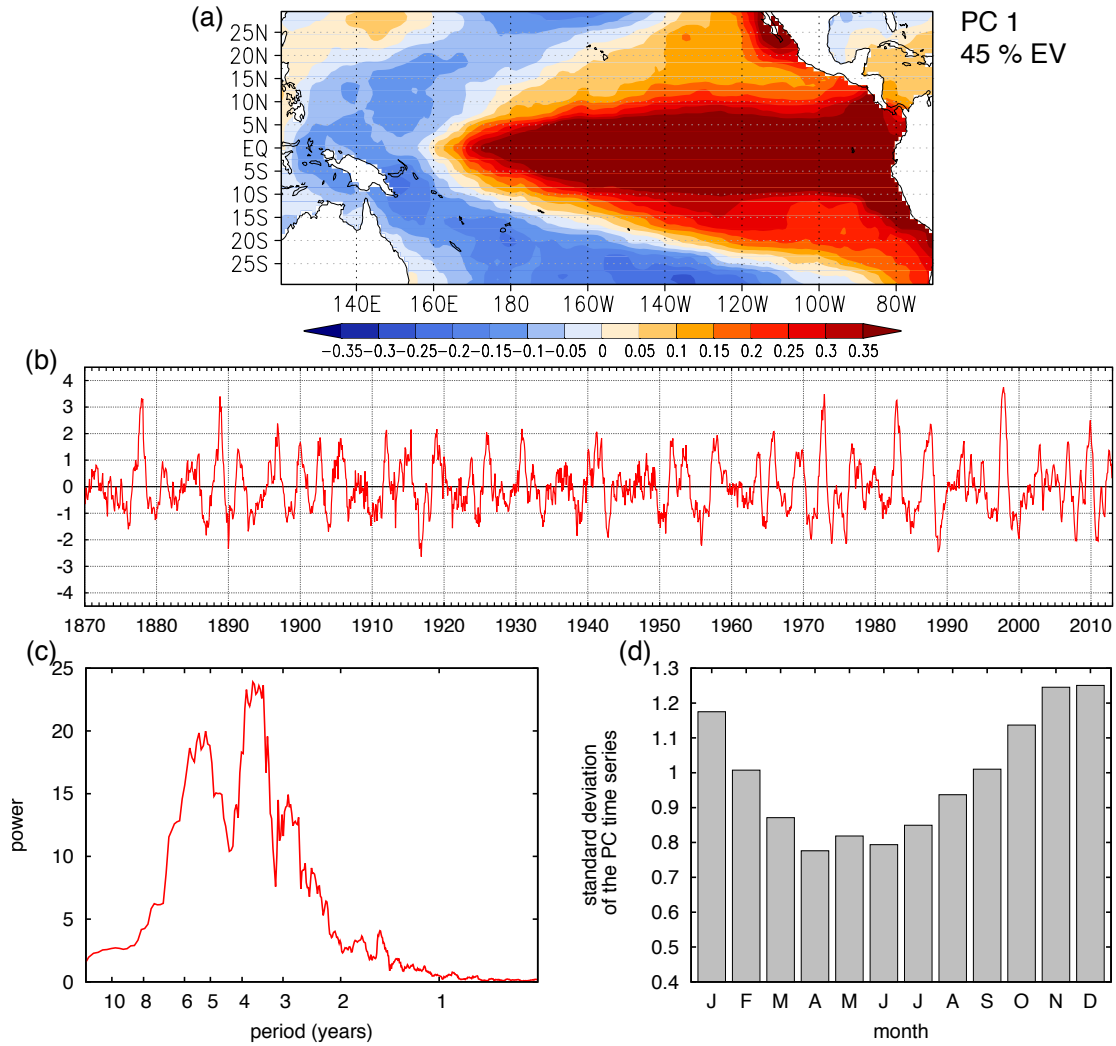 (a)
PC 1
45 % EV
25N
20N
15N
10N
5N
EQ
5S
10S
15S
20S
25S
140E 160E 180 160W 140W 120W 100W 80W
-0.35 -0.3 -0.25 -0.2 -0.15 -0.1 -0.05 0 0.05 0.1 0.15 0.2 0.25 0.3 0.35
(b)
4
3
2
1
0
-1
-2
-3
-4
1870 1880 1890 1900 1910 1920 1930 1940 1950 1960 1970 1980 1990 2000 2010
(c)
25
20
15
10
5
0
power
10 8 6 5 4 3 2 1
period (years)
(d)
1.3
1.2
1.1
1
0.9
0.8
0.7
0.6
0.5
0.4
standard deviation
of the PC time series
J F M A M J J A S O N D
month